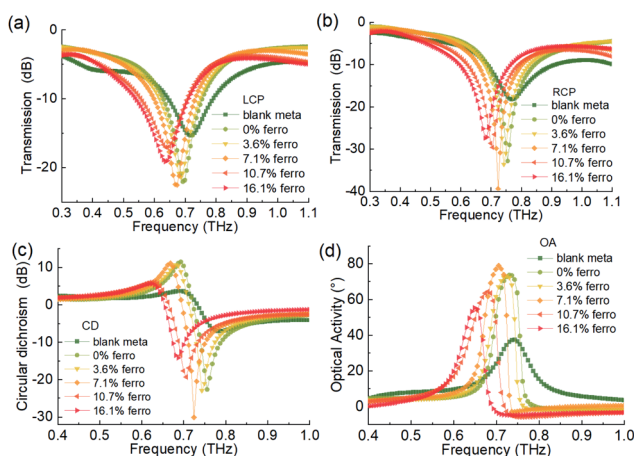 (a)
Transmission (dB)
0
-10
-20
LCP
blank meta
0% ferro
3.6% ferro
7.1% ferro
10.7% ferro
16.1% ferro
0.3 0.4 0.5 0.6 0.7 0.8 0.9 1.0 1.1
Frequency (THz)
(b)
Transmission (dB)
0
-10
-20
-30
-40
RCP
blank meta
0% ferro
3.6% ferro
7.1% ferro
10.7% ferro
16.1% ferro
0.3 0.4 0.5 0.6 0.7 0.8 0.9 1.0 1.1
Frequency (THz)
(c)
Circular dichroism (dB)
10
0
-10
-20
-30
CD
blank meta
0% ferro
3.6% ferro
7.1% ferro
10.7% ferro
16.1% ferro
0.4 0.5 0.6 0.7 0.8 0.9 1.0
Frequency (THz)
(d)
Optical Activity (°)
80
60
40
20
0
OA
blank meta
0% ferro
3.6% ferro
7.1% ferro
10.7% ferro
16.1% ferro
0.4 0.5 0.6 0.7 0.8 0.9 1.0
Frequency (THz)